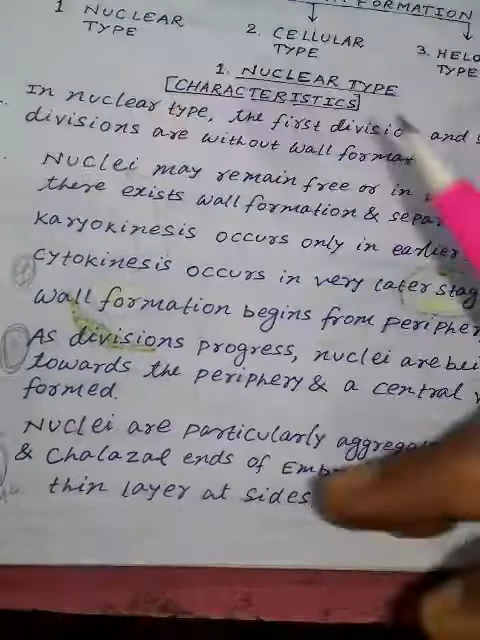 FORMATION
1 NUCLEAR TYPE
2. CELLULAR TYPE
3. HELO
TYPE
1. NUCLEAR TYPE
[CHARACTERISTICS]
In nuclear type, the first divisio and s
divisions are without wall format
Nuclei may remain free or in
there exists wall formation & sepa
Karyokinesis occurs only in earlier
Cytokinesis occurs in very later stag
Wall formation begins from peripher
As divisions progress, nuclei are bei
towards the periphery & a central v
formed.
Nuclei are particularly aggrega
& Chalazal ends of Emb
thin layer at sides